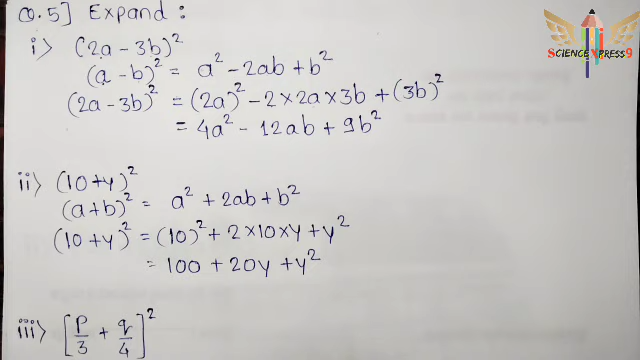 Q.5] Expand :
SCIENCEXPRESS9
i> (2a - 3b)²
(a - b)² = a² - 2ab + b²
(2a - 3b)² = (2a)² - 2 × 2a × 3b + (3b)²
= 4a² - 12ab + 9b²
ii> (10+y)²
(a+b)² = a² + 2ab + b²
(10+y)² = (10)² + 2×10×y + y²
= 100 + 20y + y²
iii> [p/3 + q/4]²